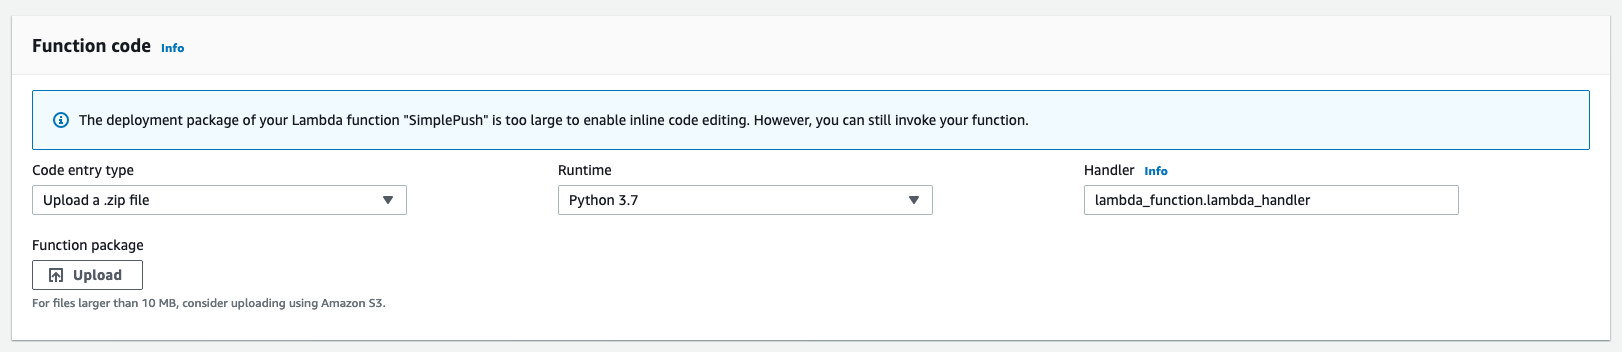 Function code Info
The deployment package of your Lambda function "SimplePush" is too large to enable inline code editing. However, you can still invoke your function.
Code entry type
Runtime
Handler Info
Upload a .zip file
Python 3.7
lambda_function.lambda_handler
Function package
Upload
For files larger than 10 MB, consider uploading using Amazon S3.